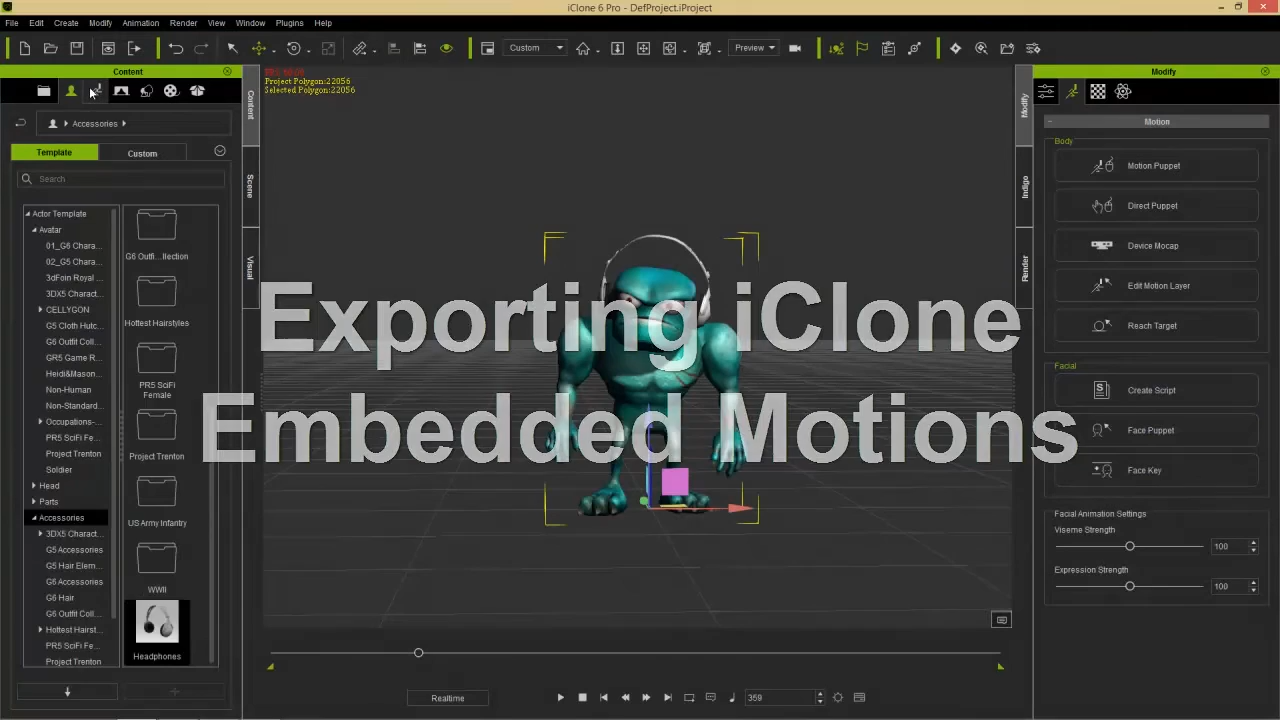 iClone 6 Pro - DefProject.iProject
File Edit Create Modify Animation Render View Window Plugins Help
Custom
Preview
Content
Accessories
Template
Custom
Search
Actor Template
Avatar
01_G6 Chara...
02_G5 Chara...
3dFoin Royal ...
3DX5 Charact...
CELLYGON
G5 Cloth Hutc...
G6 Outfit Coll...
GR5 Game R...
Heidi&Mason...
Non-Human
Non-Standard...
Occupations-...
PR5 SciFi Fe...
Project Trenton
Soldier
Head
Parts
Accessories
3DX5 Charact...
G5 Accessories
G5 Hair Elem...
G6 Accessories
G6 Hair
G6 Outfit Coll...
Hottest Hairst...
PR5 SciFi Fe...
Project Trenton
G6 Outfi...llection
Hottest Hairstyles
PR5 SciFi
Female
Project Trenton
US Army Infantry
WWII
Headphones
Content
Scene
Visual
Project Polygon:22056
Selected Polygon:22056
Exporting iClone
Embedded Motions
Realtime
359
Modify
Indigo
Render
Modify
Motion
Body
Motion Puppet
Direct Puppet
Device Mocap
Edit Motion Layer
Reach Target
Facial
Create Script
Face Puppet
Face Key
Facial Animation Settings
Viseme Strength
100
Expression Strength
100